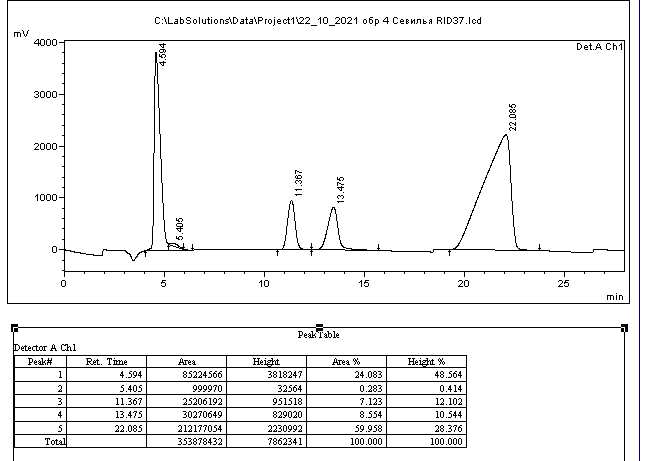 C:\LabSolutions\Data\Project1\22_10_2021 обр 4 Севилья RID37.lcd
mV
Det.A Ch1
4000
3000
2000
1000
0
4.594
5.405
11.367
13.475
22.085
0 5 10 15 20 25
min
PeakTable
Detector A Ch1
Peak# Ret. Time Area Height Area % Height %
1 4.594 85224566 3818247 24.083 48.564
2 5.405 999970 32564 0.283 0.414
3 11.367 25206192 951518 7.123 12.102
4 13.475 30270649 829020 8.554 10.544
5 22.085 212177054 2230992 59.958 28.376
Total 353878432 7862341 100.000 100.000